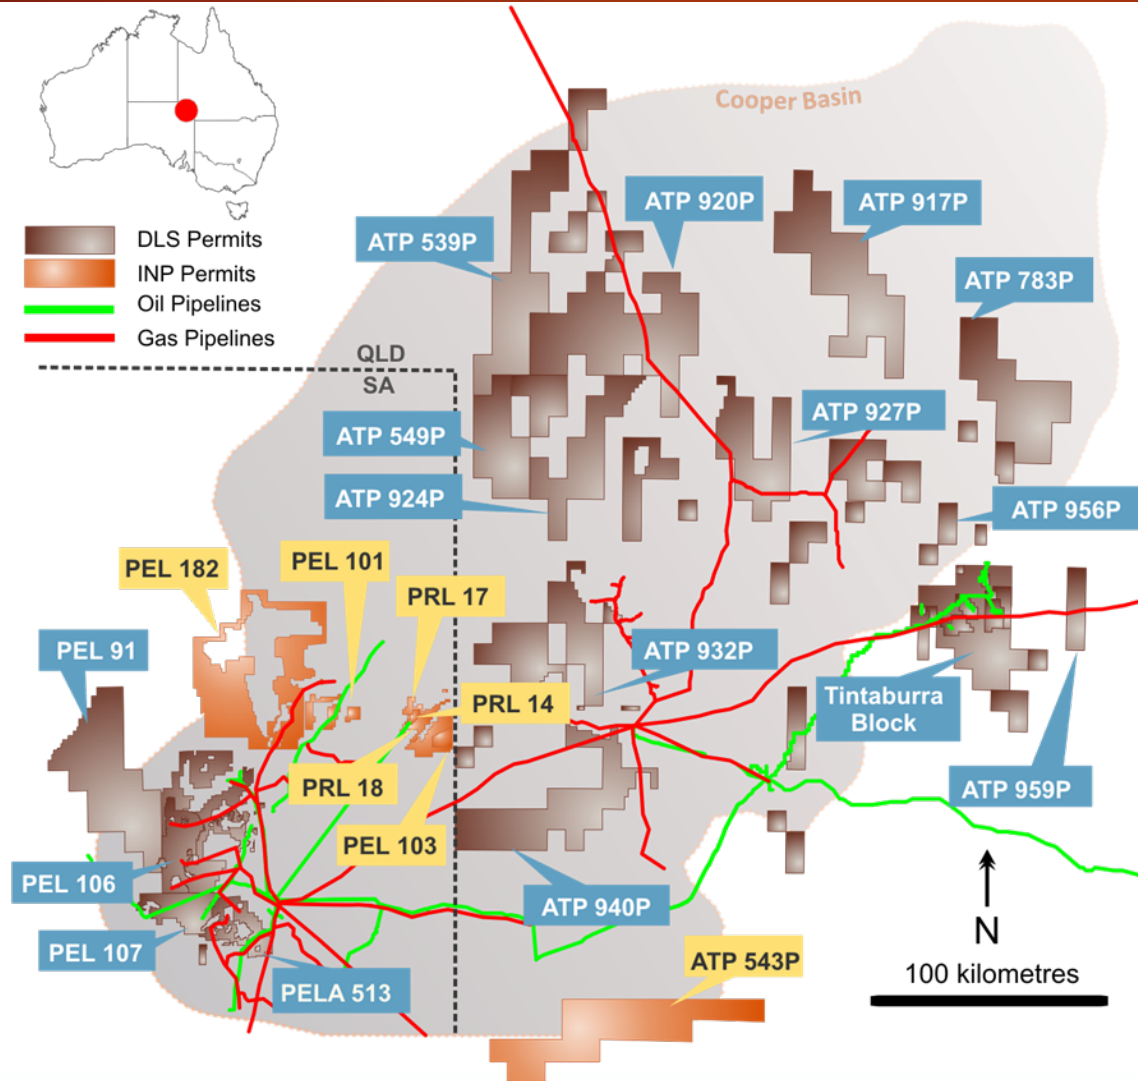 Cooper Basin
DLS Permits
INP Permits
Oil Pipelines
Gas Pipelines
QLD
SA
ATP 539P
ATP 920P
ATP 917P
ATP 783P
ATP 549P
ATP 927P
ATP 924P
ATP 956P
PEL 182
PEL 101
PRL 17
PEL 91
ATP 932P
PRL 14
Tintaburra
Block
PRL 18
ATP 959P
PEL 103
PEL 106
ATP 940P
PEL 107
PELA 513
ATP 543P
N
100 kilometres